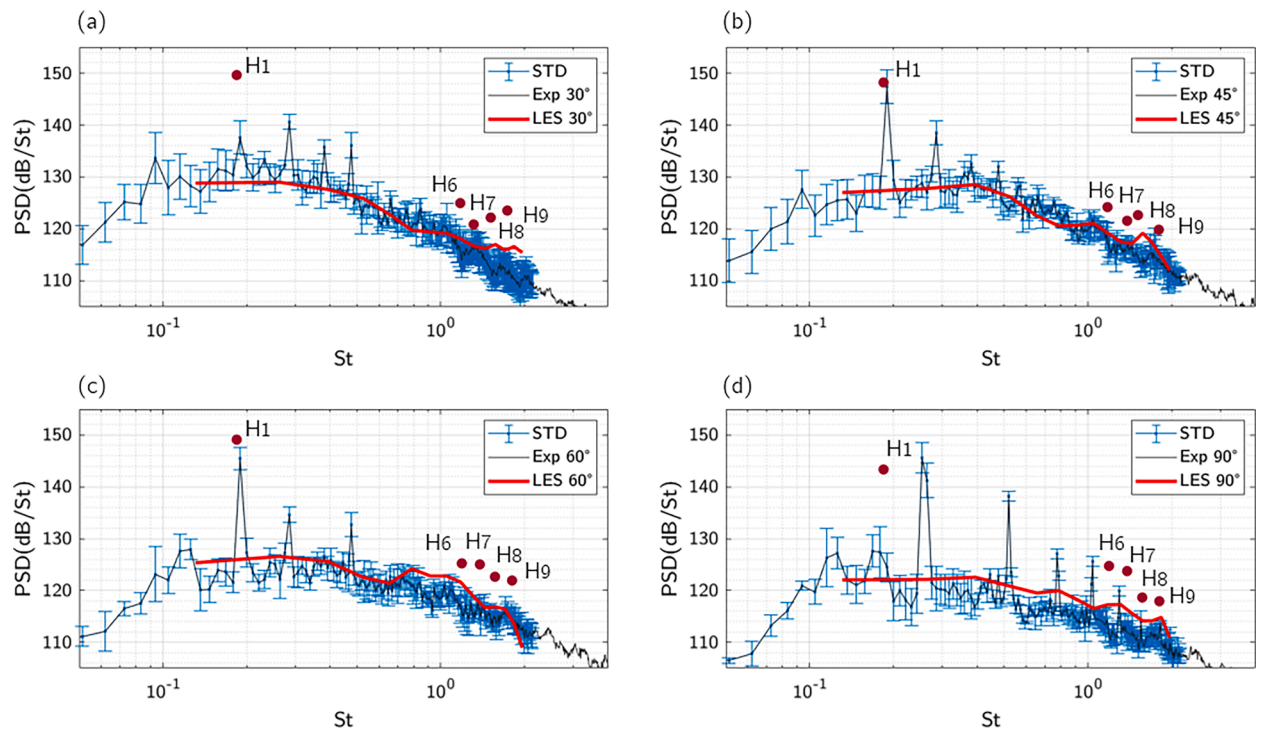 (a)
150
140
130
120
110
PSD(dB/St)
H1
H6
H7
H8
H9
STD
Exp 30°
LES 30°
10-1
100
St
(b)
150
140
130
120
110
PSD(dB/St)
H1
H6
H7
H8
H9
STD
Exp 45°
LES 45°
10-1
100
St
(c)
150
140
130
120
110
PSD(dB/St)
H1
H6
H7
H8
H9
STD
Exp 60°
LES 60°
10-1
100
St
(d)
150
140
130
120
110
PSD(dB/St)
H1
H6
H7
H8
H9
STD
Exp 90°
LES 90°
10-1
100
St